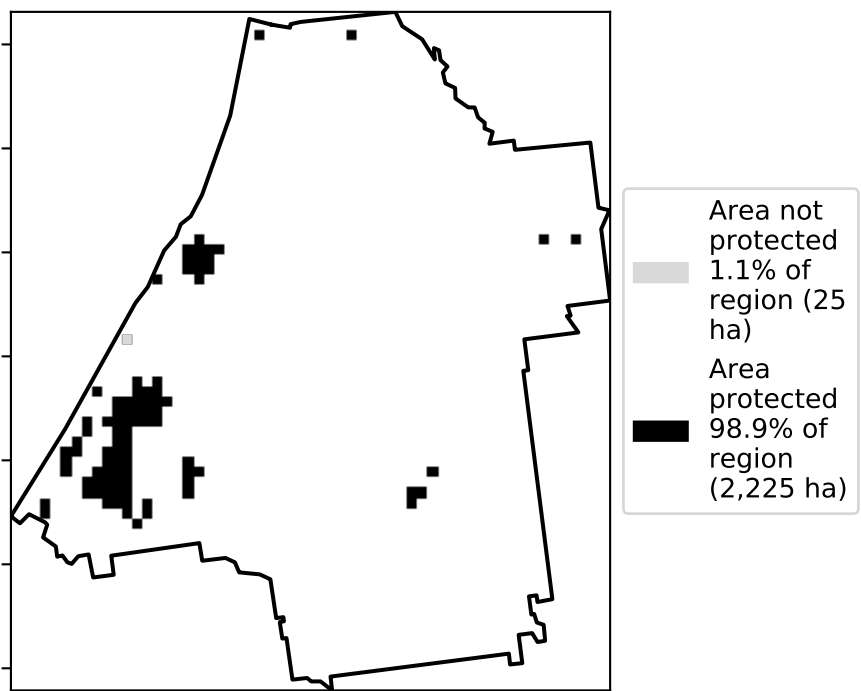 Area not
protected
1.1% of
region (25
ha)
Area
protected
98.9% of
region
(2,225 ha)